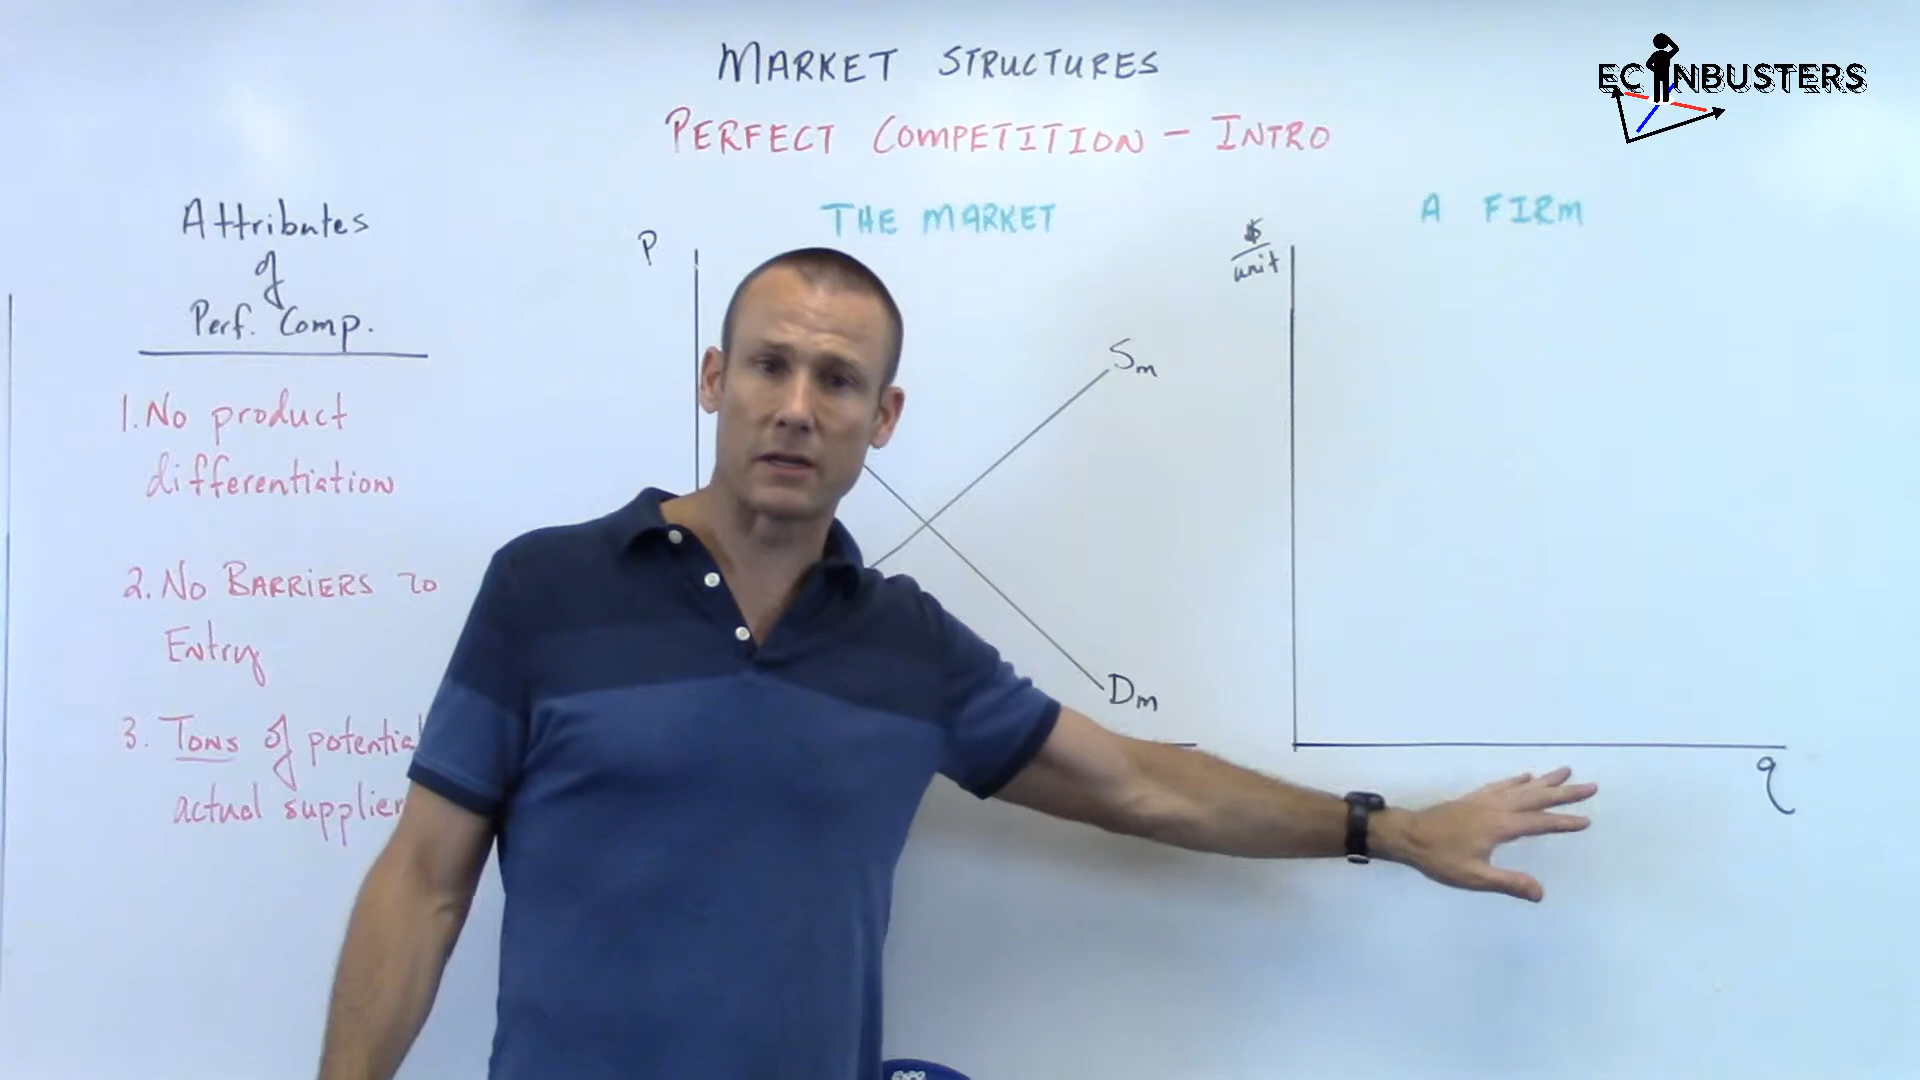 MARKET STRUCTURES
PERFECT COMPETITION - INTRO
ECONBUSTERS
Attributes
of
Perf. Comp.
1. No product
differentiation
2. No BARRIERS TO
Entry
3. Tons of potential
actual supplier
THE MARKET
P
Sm
Dm
A FIRM
$
unit
q
EXPO